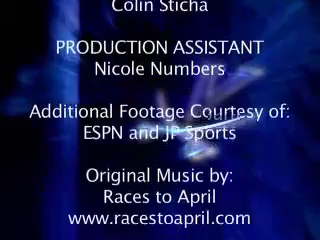 Colin Sticha
PRODUCTION ASSISTANT
Nicole Numbers
Additional Footage Courtesy of:
ESPN and JP Sports
Original Music by:
Races to April
www.racestoapril.com